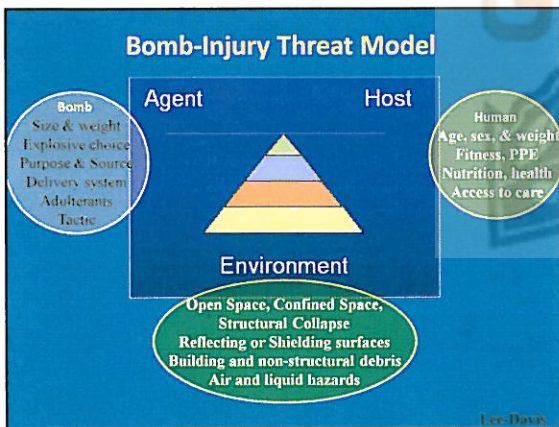 Bomb-Injury Threat Model
Agent
Host
Bomb
Size & weight
Explosive choice
Purpose & Source
Delivery system
Adulterants
Tactic
Human
Age, sex, & weight
Fitness, PPE
Nutrition, health
Access to care
Environment
Open Space, Confined Space,
Structural Collapse
Reflecting or Shielding surfaces
Building and non-structural debris
Air and liquid hazards
Lee-Davis